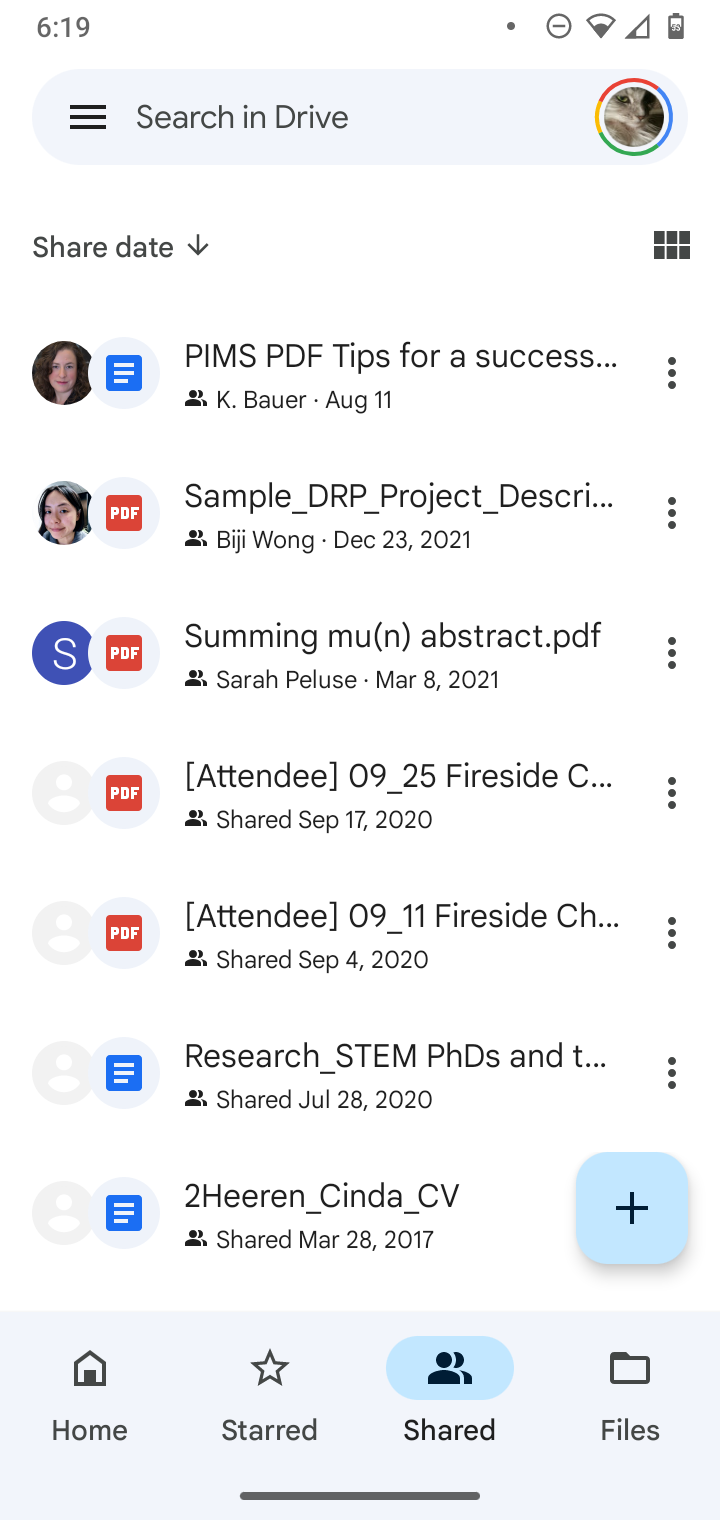 6:19
Search in Drive
Share date
PIMS PDF Tips for a success...
K. Bauer · Aug 11
PDF
Sample_DRP_Project_Descri...
Biji Wong · Dec 23, 2021
S
PDF
Summing mu(n) abstract.pdf
Sarah Peluse · Mar 8, 2021
PDF
[Attendee] 09_25 Fireside C...
Shared Sep 17, 2020
PDF
[Attendee] 09_11 Fireside Ch...
Shared Sep 4, 2020
Research_STEM PhDs and t...
Shared Jul 28, 2020
2Heeren_Cinda_CV
Shared Mar 28, 2017
Home
Starred
Shared
Files